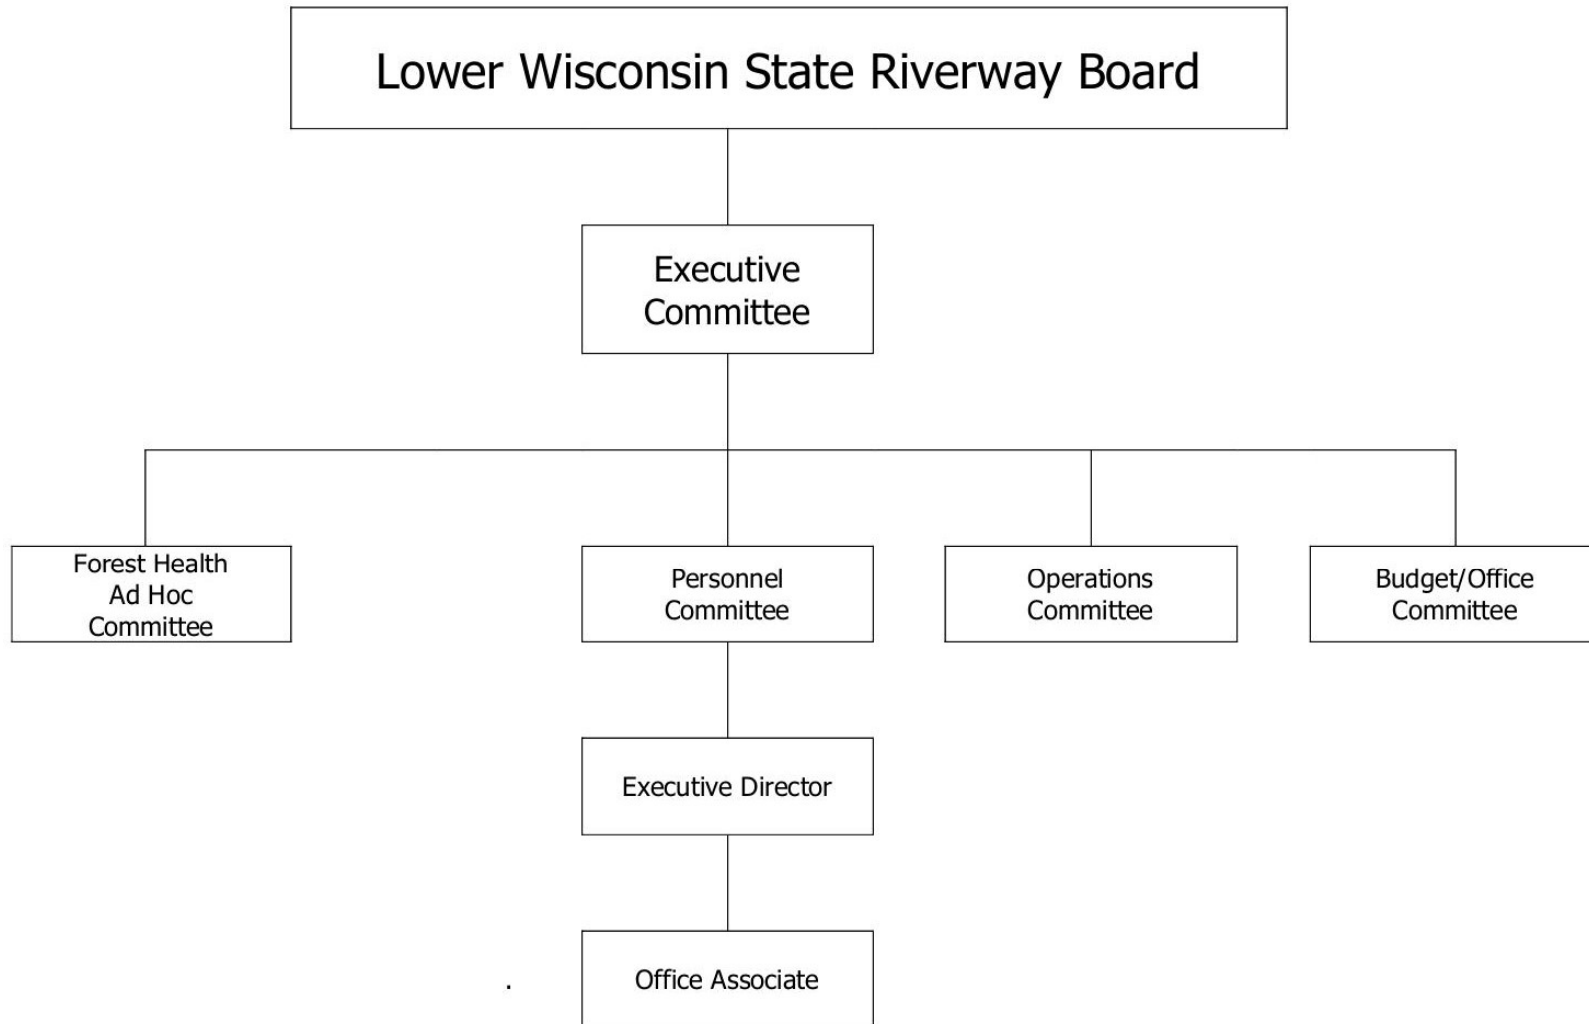 Lower Wisconsin State Riverway Board
Executive
Committee
Forest Health
Ad Hoc
Committee
Personnel
Committee
Operations
Committee
Budget/Office
Committee
Executive Director
.
Office Associate